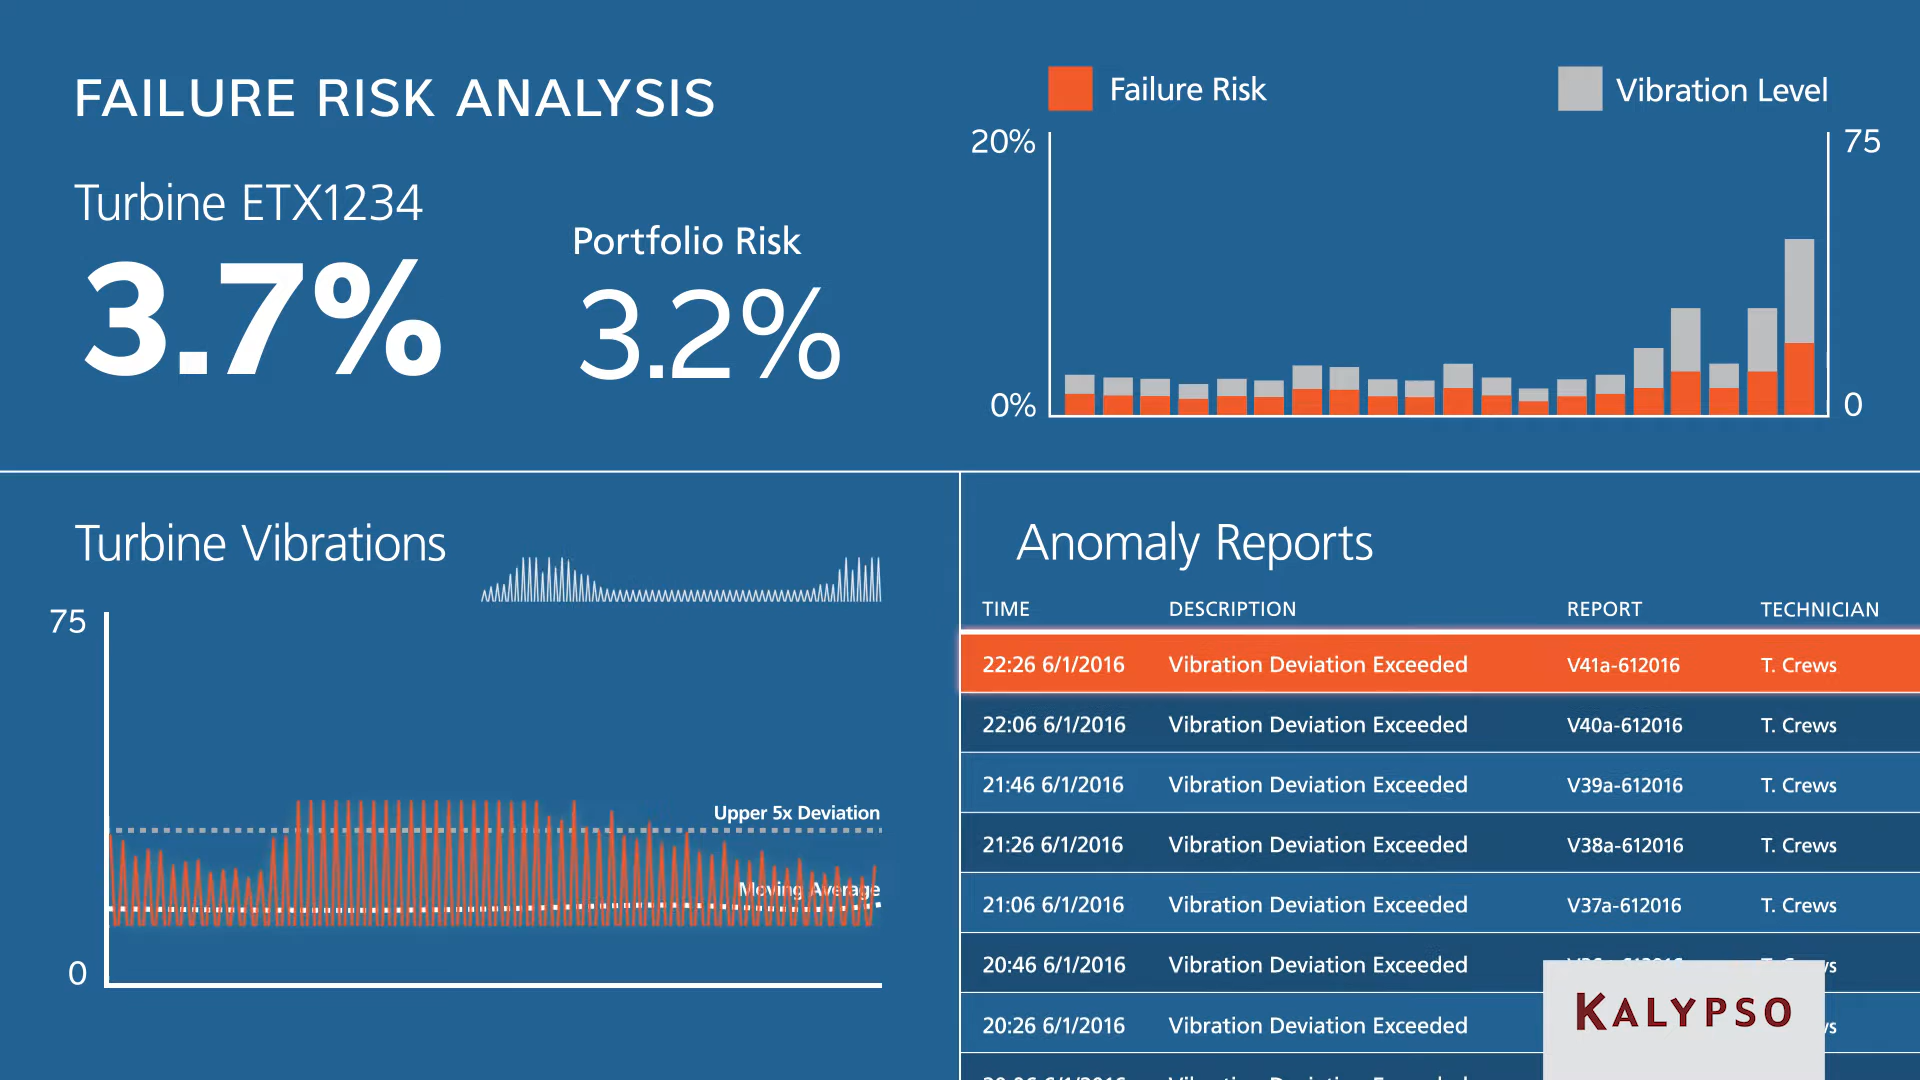 FAILURE RISK ANALYSIS
Turbine ETX1234
3.7%
Portfolio Risk
3.2%
Failure Risk
Vibration Level
20%
75
0%
0
Turbine Vibrations
75
Upper 5x Deviation
Moving Average
0
Anomaly Reports
TIME DESCRIPTION REPORT TECHNICIAN
22:26 6/1/2016 Vibration Deviation Exceeded V41a-612016 T. Crews
22:06 6/1/2016 Vibration Deviation Exceeded V40a-612016 T. Crews
21:46 6/1/2016 Vibration Deviation Exceeded V39a-612016 T. Crews
21:26 6/1/2016 Vibration Deviation Exceeded V38a-612016 T. Crews
21:06 6/1/2016 Vibration Deviation Exceeded V37a-612016 T. Crews
20:46 6/1/2016 Vibration Deviation Exceeded
20:26 6/1/2016 Vibration Deviation Exceeded
KALYPSO